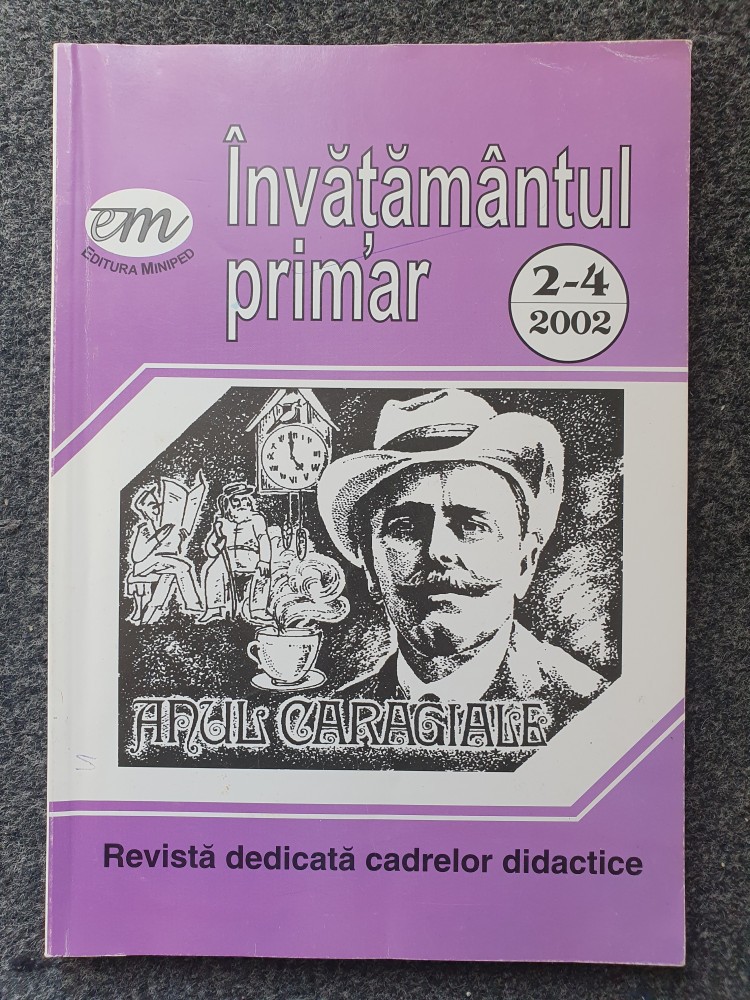 Învățământul
primar
em
EDITURA MINIPED
2-4
2002
ANUL CARAGIALE
Revistă dedicată cadrelor didactice